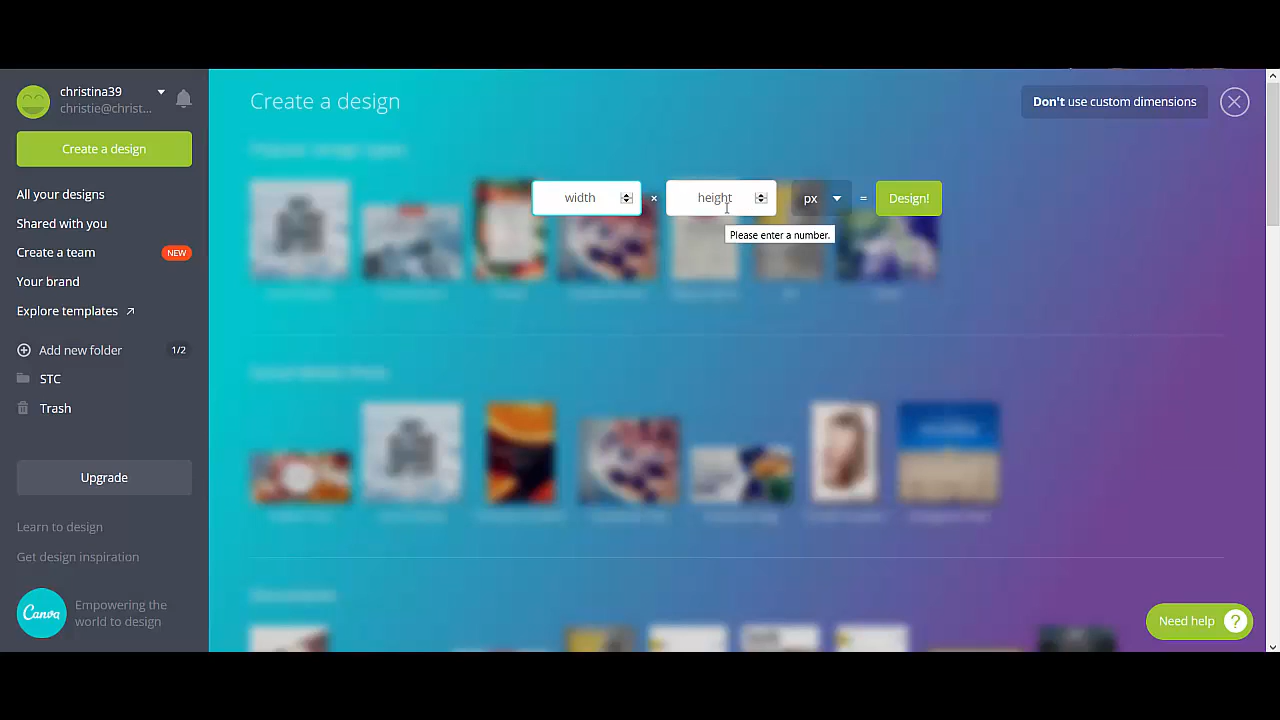 christina39
christie@christ...
Create a design
All your designs
Shared with you
Create a team NEW
Your brand
Explore templates
Add new folder 1/2
STC
Trash
Upgrade
Learn to design
Get design inspiration
Canva
Empowering the
world to design
Create a design
Don't use custom dimensions
width × height px = Design!
Please enter a number.
Need help ?